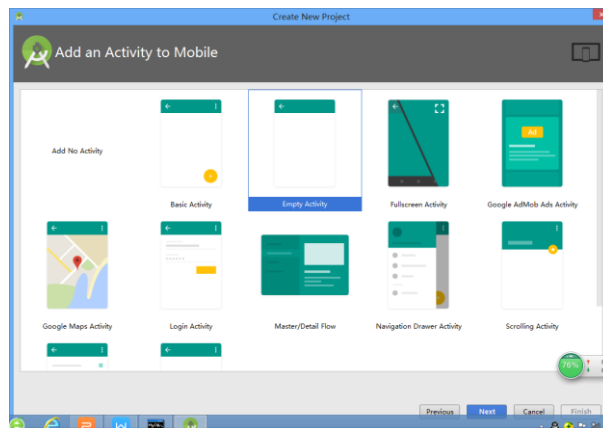 Create New Project
Add an Activity to Mobile
Add No Activity
Ad
Basic Activity
Empty Activity
Fullscreen Activity
Google AdMob Ads Activity
Google Maps Activity
Login Activity
Master/Detail Flow
Navigation Drawer Activity
Scrolling Activity
76%
Previous
Next
Cancel
Finish